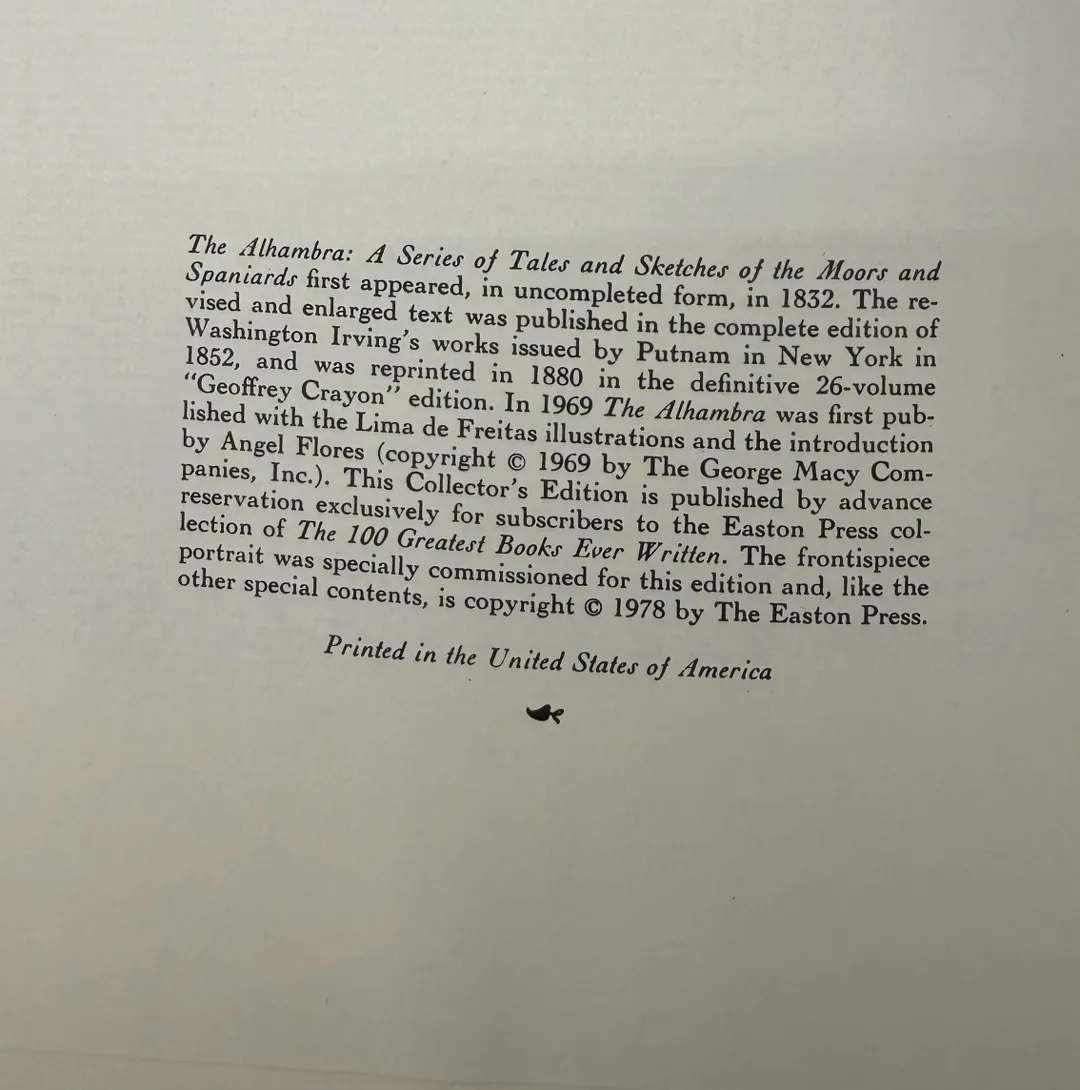 The Alhambra: A Series of Tales and Sketches of the Moors and
Spaniards first appeared, in uncompleted form, in 1832. The re-
vised and enlarged text was published in the complete edition of
Washington Irving's works issued by Putnam in New York in
1852, and was reprinted in 1880 in the definitive 26-volume
"Geoffrey Crayon" edition. In 1969 The Alhambra was first pub-
lished with the Lima de Freitas illustrations and the introduction
by Angel Flores (copyright © 1969 by The George Macy Com-
panies, Inc.). This Collector's Edition is published by advance
reservation exclusively for subscribers to the Easton Press col-
lection of The 100 Greatest Books Ever Written. The frontispiece
portrait was specially commissioned for this edition and, like the
other special contents, is copyright © 1978 by The Easton Press.
Printed in the United States of America